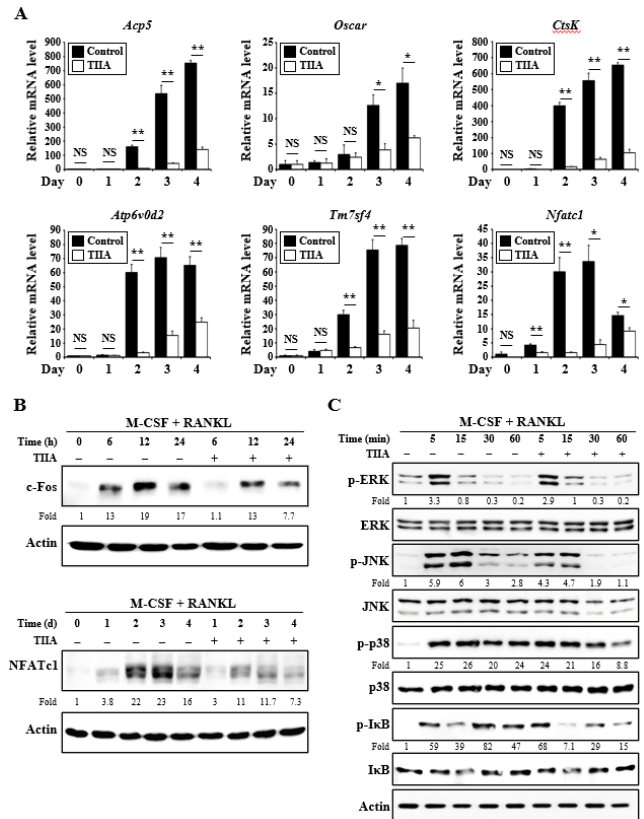 A
Acp5
Oscar
CtsK
Relative mRNA level
900
800
700
600
500
400
300
200
100
0
Control
TIIA
NS
NS
**
**
**
Day 0 1 2 3 4
Relative mRNA level
25
20
15
10
5
0
Control
TIIA
NS
NS
NS
*
*
Day 0 1 2 3 4
Relative mRNA level
800
700
600
500
400
300
200
100
0
Control
TIIA
NS
NS
**
**
**
Day 0 1 2 3 4
Atp6v0d2
Tm7sf4
Nfatc1
Relative mRNA level
90
80
70
60
50
40
30
20
10
0
Control
TIIA
NS
NS
**
**
**
Day 0 1 2 3 4
Relative mRNA level
90
80
70
60
50
40
30
20
10
0
Control
TIIA
NS
NS
**
**
**
Day 0 1 2 3 4
Relative mRNA level
45
40
35
30
25
20
15
10
5
0
Control
TIIA
NS
**
**
*
*
Day 0 1 2 3 4
B
M-CSF + RANKL
Time (h) 0 6 12 24 6 12 24
TIIA – – – – + + +
c-Fos
Fold 1 13 19 17 1.1 13 7.7
Actin
M-CSF + RANKL
Time (d) 0 1 2 3 4 1 2 3 4
TIIA – – – – – + + + +
NFATc1
Fold 1 3.8 22 23 16 3 11 11.7 7.3
Actin
C
M-CSF + RANKL
Time (min) – 5 15 30 60 5 15 30 60
TIIA – – – – – + + + +
p-ERK
Fold 1 3.3 0.8 0.3 0.2 2.9 1 0.3 0.2
ERK
p-JNK
Fold 1 5.9 6 3 2.8 4.3 4.7 1.9 1.1
JNK
p-p38
Fold 1 25 26 20 24 24 21 16 8.8
p38
p-IκB
Fold 1 59 39 82 47 68 7.1 29 15
IκB
Actin